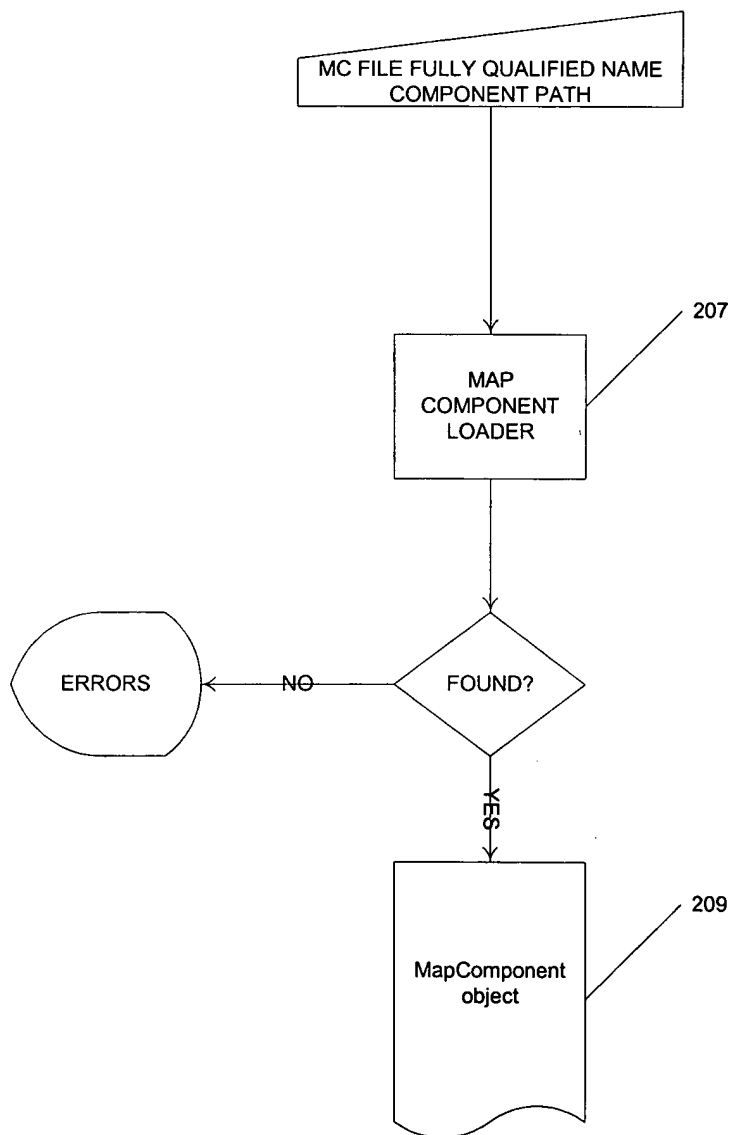 MC FILE FULLY QUALIFIED NAME
COMPONENT PATH
207
MAP
COMPONENT
LOADER
ERRORS
NO
FOUND?
YES
209
MapComponent
object